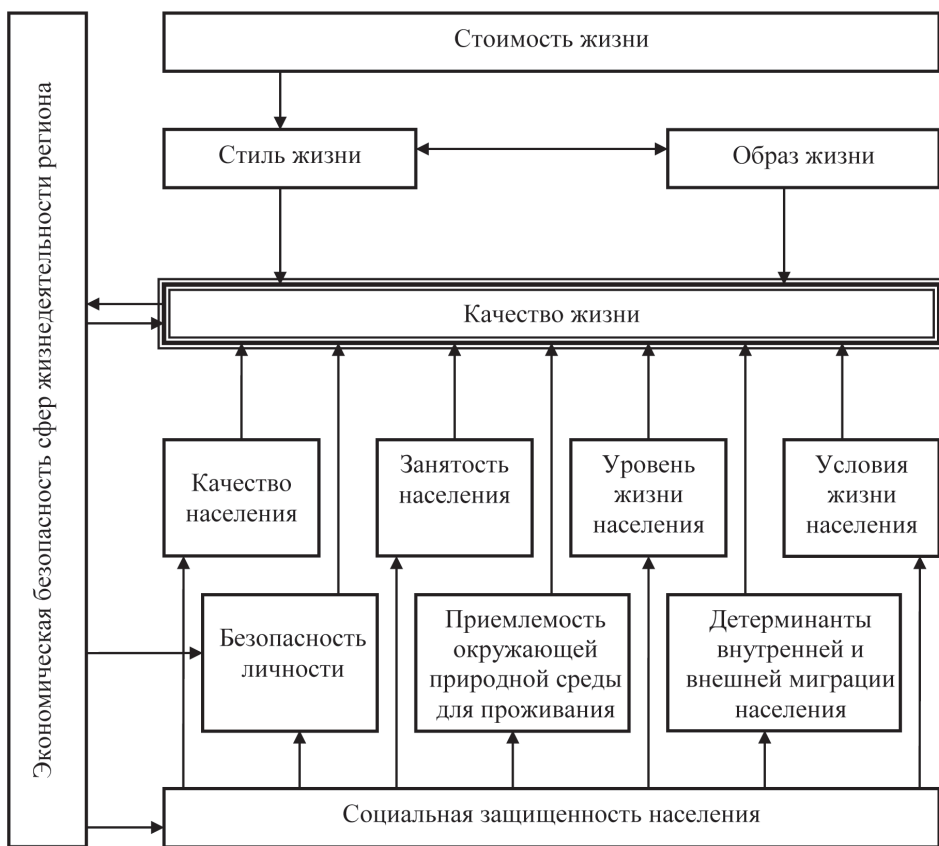 Экономическая безопасность сфер жизнедеятельности региона
Стоимость жизни
Стиль жизни
Образ жизни
Качество жизни
Качество
населения
Занятость
населения
Уровень
жизни
населения
Условия
жизни
населения
Безопасность
личности
Приемлемость
окружающей
природной среды
для проживания
Детерминанты
внутренней и
внешней миграции
населения
Социальная защищенность населения